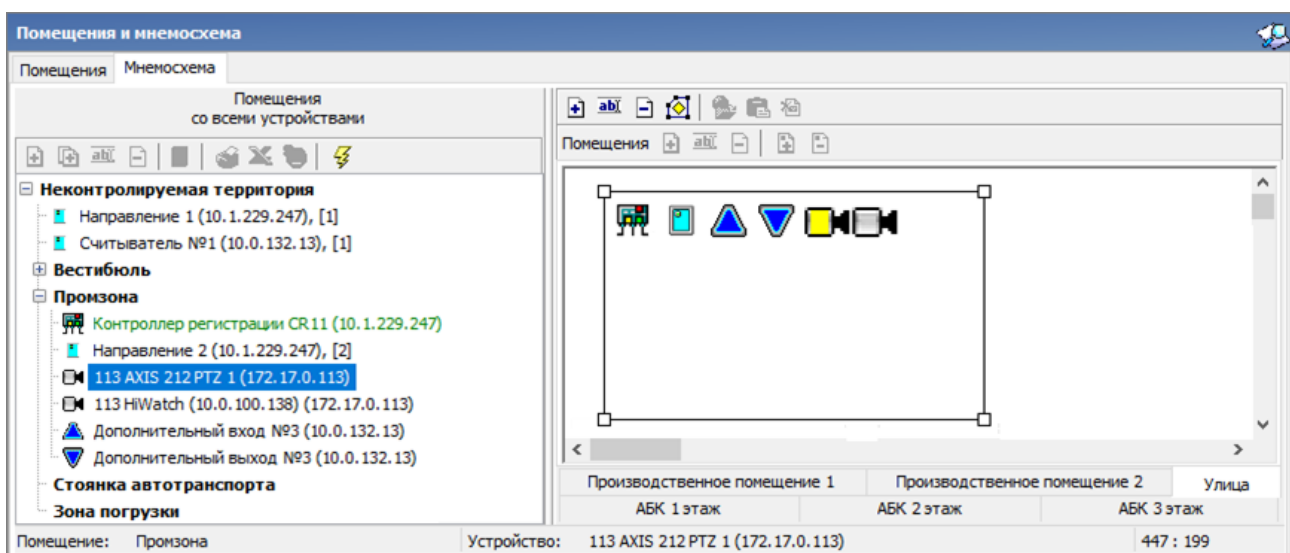 Помещения и мнемосхема
Помещения Мнемосхема
Помещения
со всеми устройствами
Помещения
Неконтролируемая территория
Направление 1 (10.1.229.247), [1]
Считыватель №1 (10.0.132.13), [1]
Вестибюль
Промзона
Контроллер регистрации CR11 (10.1.229.247)
Направление 2 (10.1.229.247), [2]
113 AXIS 212 PTZ 1 (172.17.0.113)
113 HiWatch (10.0.100.138) (172.17.0.113)
Дополнительный вход №3 (10.0.132.13)
Дополнительный выход №3 (10.0.132.13)
Стоянка автотранспорта
Зона погрузки
Производственное помещение 1 Производственное помещение 2 Улица
АБК 1 этаж АБК 2 этаж АБК 3 этаж
Помещение: Промзона Устройство: 113 AXIS 212 PTZ 1 (172.17.0.113) 447 : 199